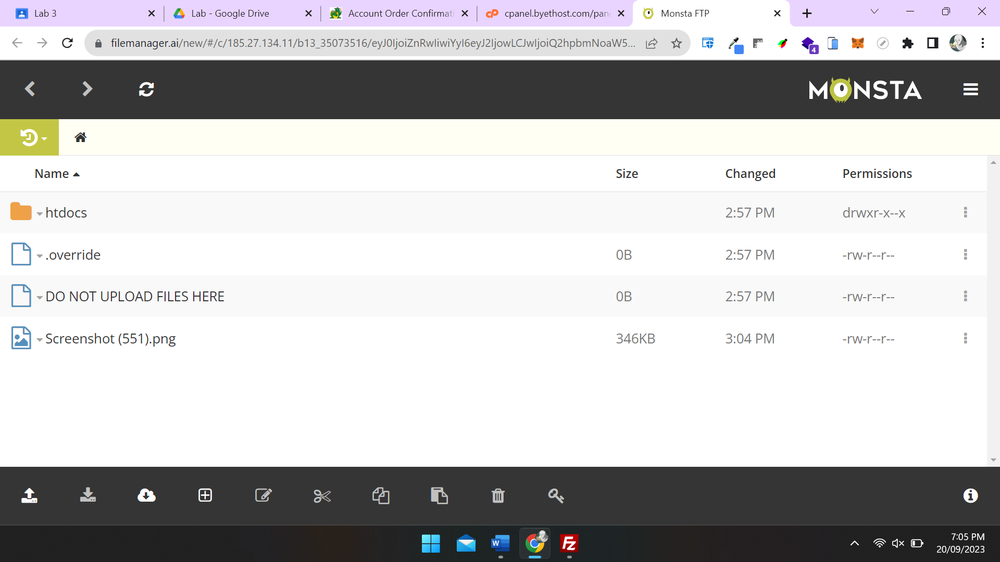 Lab 3
Lab - Google Drive
Account Order Confirmati
cpanel.byethost.com/pan
Monsta FTP
filemanager.ai/new/#/c/185.27.134.11/b13_35073516/eyJ0IjoiZnRwIiwiYyI6eyJ2IjowLCJwIjoiQ2hpbmNoaW5...
4
MONSTA
Name Size Changed Permissions
htdocs 2:57 PM drwxr-x--x
.override 0B 2:57 PM -rw-r--r--
DO NOT UPLOAD FILES HERE 0B 2:57 PM -rw-r--r--
Screenshot (551).png 346KB 3:04 PM -rw-r--r--
7:05 PM
20/09/2023